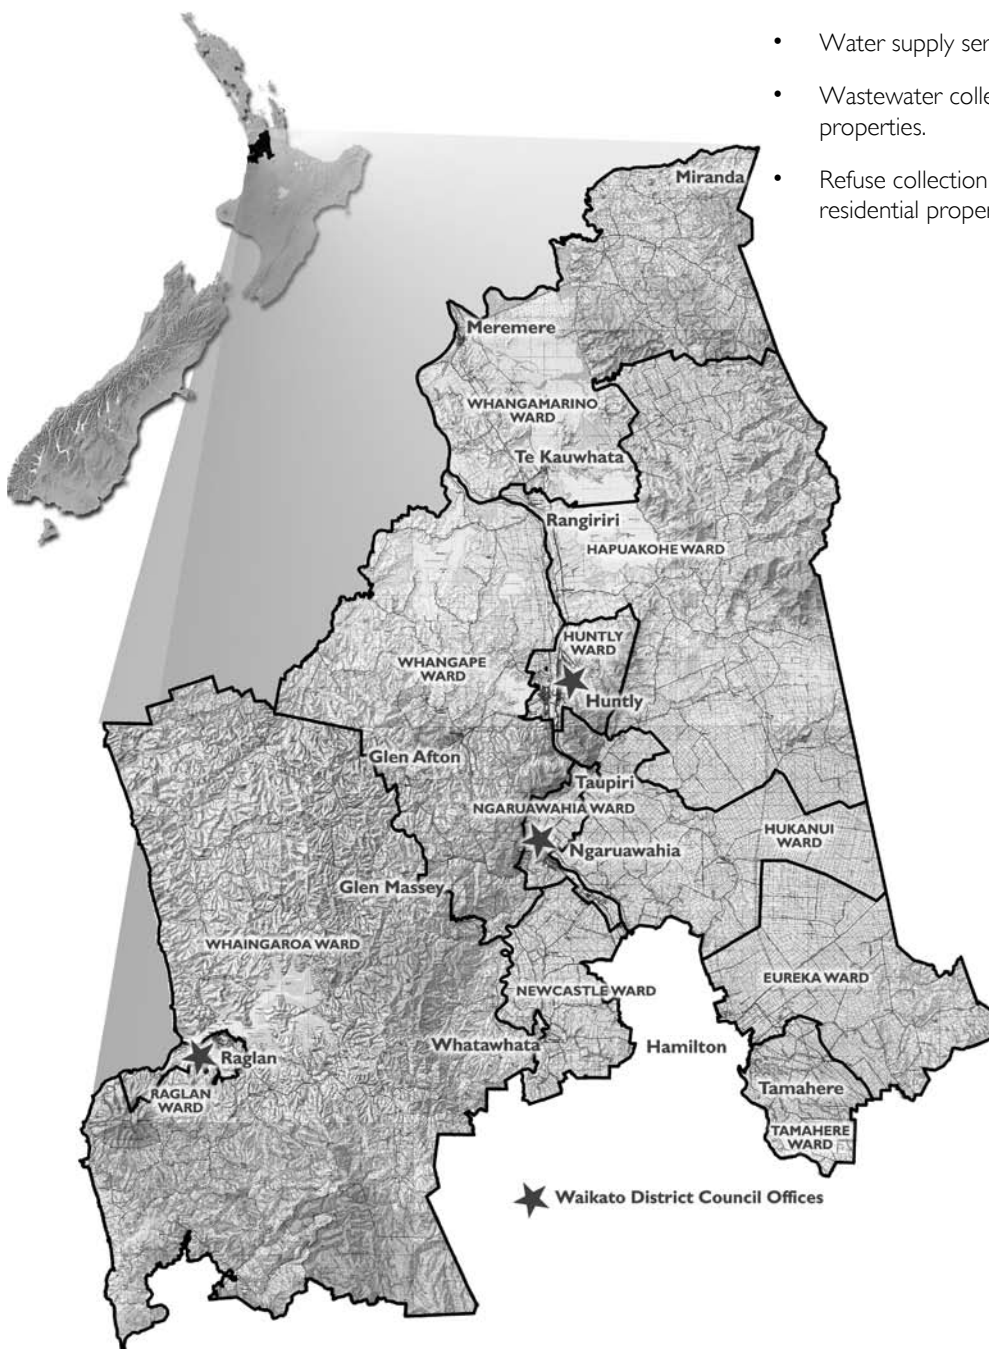 • Water supply ser
• Wastewater colle
properties.
• Refuse collection
residential proper
Miranda
Meremere
WHANGAMARINO
WARD
Te Kauwhata
Rangiriri
HAPUAKOHE WARD
HUNTLY
WARD
WHANGAPE
WARD
Huntly
Glen Afton
Taupiri
NGARUAWAHIA WARD
HUKANUI
WARD
Ngaruawahia
Glen Massey
WHAINGAROA WARD
EUREKA WARD
NEWCASTLE WARD
Whatawhata
Hamilton
Raglan
RAGLAN
WARD
Tamahere
TAMAHERE
WARD
Waikato District Council Offices